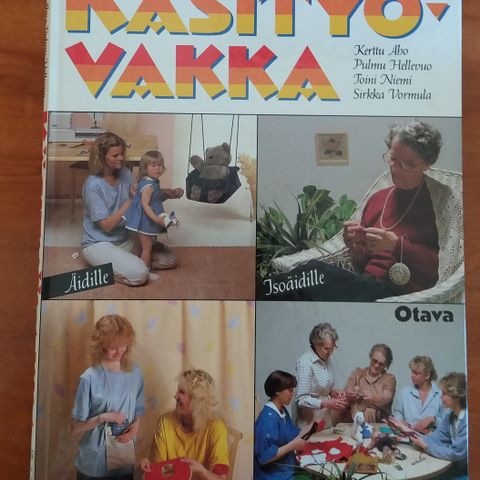 KÄSITYÖ-
VAKKA
Kerttu Aho
Pulmu Hellevuo
Toini Niemi
Sirkka Vormula
Äidille
Isoäidille
Otava